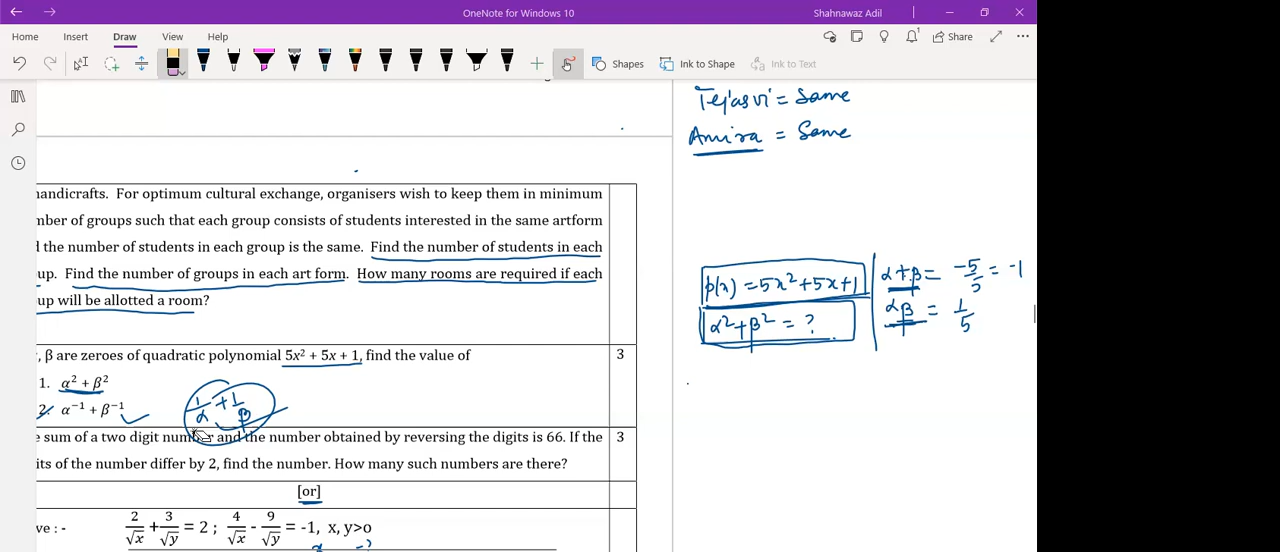 OneNote for Windows 10
Shahnawaz Adil
Home Insert Draw View Help
Share
Shapes Ink to Shape Ink to Text
Tejasvi = Same
Amira = Same
handicrafts. For optimum cultural exchange, organisers wish to keep them in minimum
mber of groups such that each group consists of students interested in the same artform
d the number of students in each group is the same. Find the number of students in each
up. Find the number of groups in each art form. How many rooms are required if each
up will be allotted a room?
p(x) = 5x² + 5x + 1
α² + β² = ?
α + β = -5/5 = -1
αβ = 1/5
, β are zeroes of quadratic polynomial 5x² + 5x + 1, find the value of
3
1. α² + β²
2. α⁻¹ + β⁻¹
1/α + 1/β
e sum of a two digit number and the number obtained by reversing the digits is 66. If the
3
its of the number differ by 2, find the number. How many such numbers are there?
[or]
ve : - 2/√x + 3/√y = 2 ; 4/√x - 9/√y = -1, x, y>o